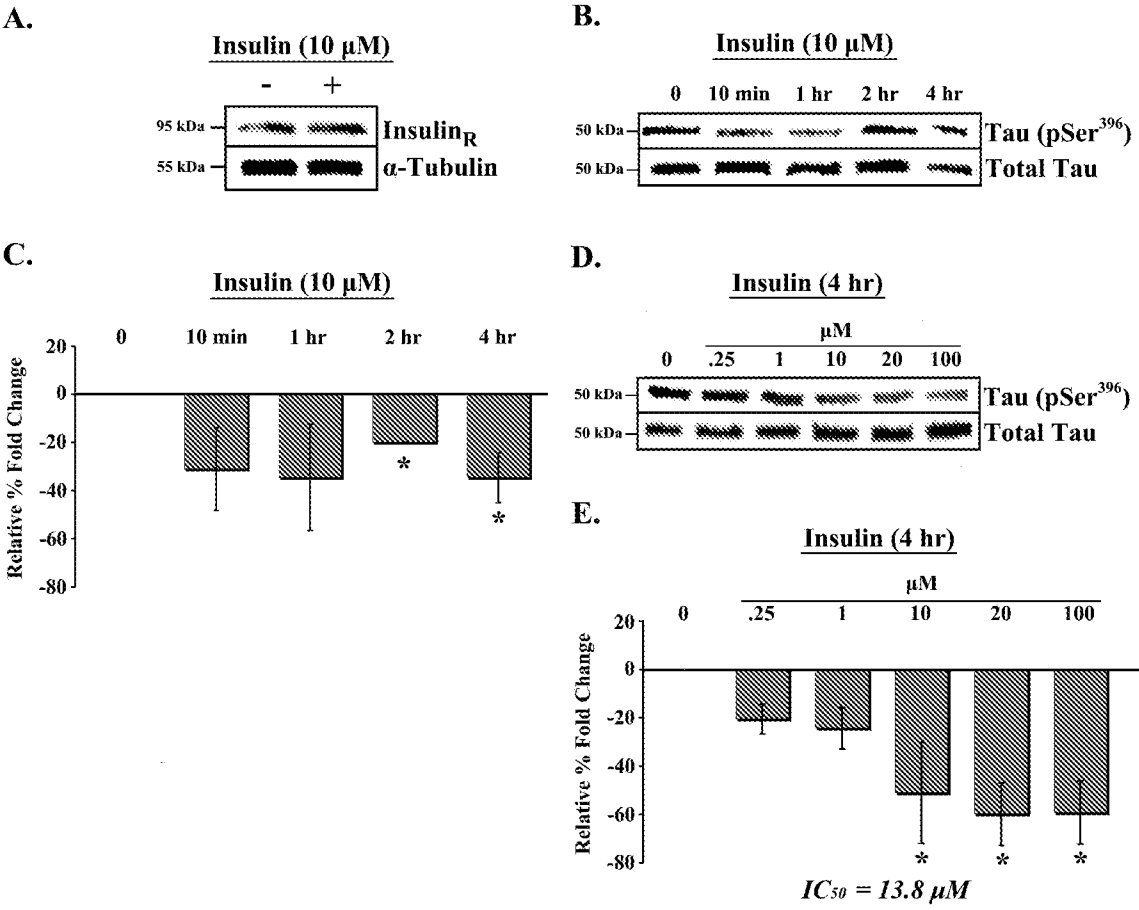 A.
Insulin (10 µM)
- +
95 kDa
Insulin_R
55 kDa
α-Tubulin
B.
Insulin (10 µM)
0 10 min 1 hr 2 hr 4 hr
50 kDa
Tau (pSer³⁹⁶)
50 kDa
Total Tau
C.
Insulin (10 µM)
0 10 min 1 hr 2 hr 4 hr
Relative % Fold Change
20
0
-20
-40
-60
-80
*
*
D.
Insulin (4 hr)
µM
0 .25 1 10 20 100
50 kDa
Tau (pSer³⁹⁶)
50 kDa
Total Tau
E.
Insulin (4 hr)
µM
0 .25 1 10 20 100
Relative % Fold Change
20
0
-20
-40
-60
-80
* * *
IC₅₀ = 13.8 µM